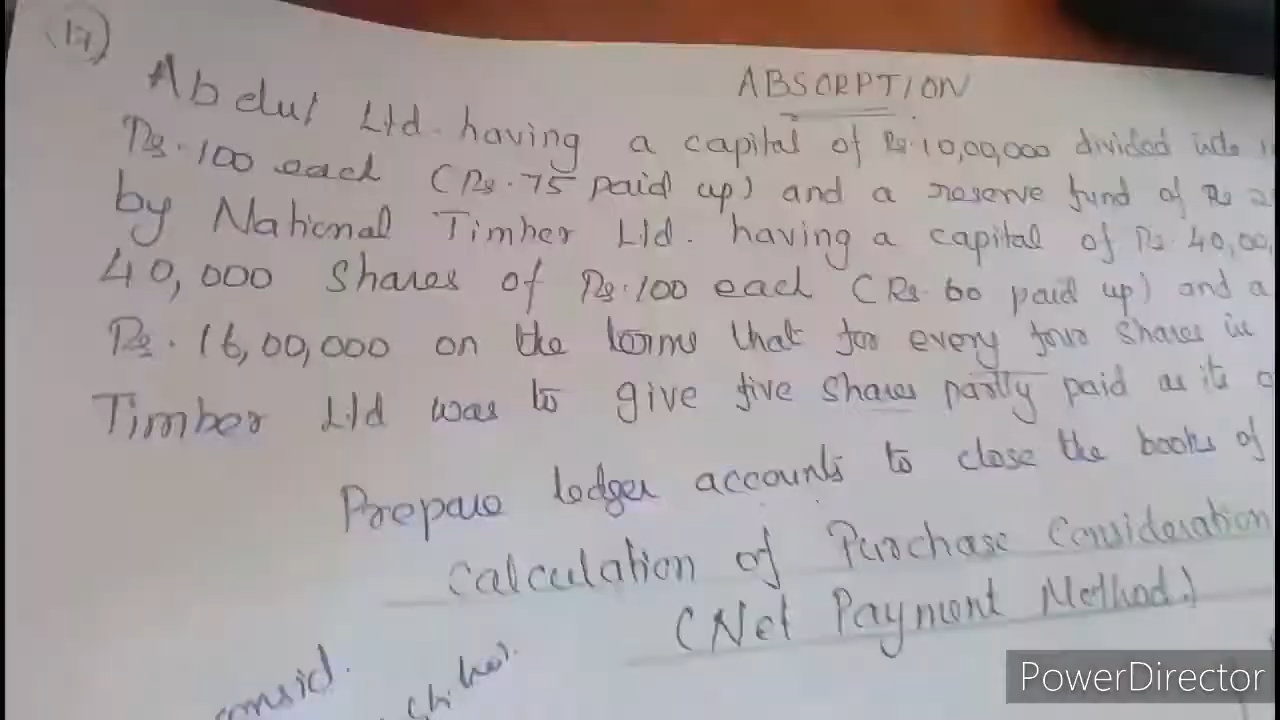 (17)
ABSORPTION
Abdul Ltd. having a capital of Rs. 10,00,000 divided into
Rs. 100 each (Rs. 75 paid up) and a reserve fund of Rs
by National Timber Ltd. having a capital of Rs. 40,00,
40,000 Shares of Rs. 100 each (Rs. 60 paid up) and a
Rs. 16,00,000 on the terms that for every four shares in
Timber Ltd was to give five shares partly paid as its
Prepare ledger accounts to close the books of
Calculation of Purchase Consideration
(Net Payment Method.)
PowerDirector